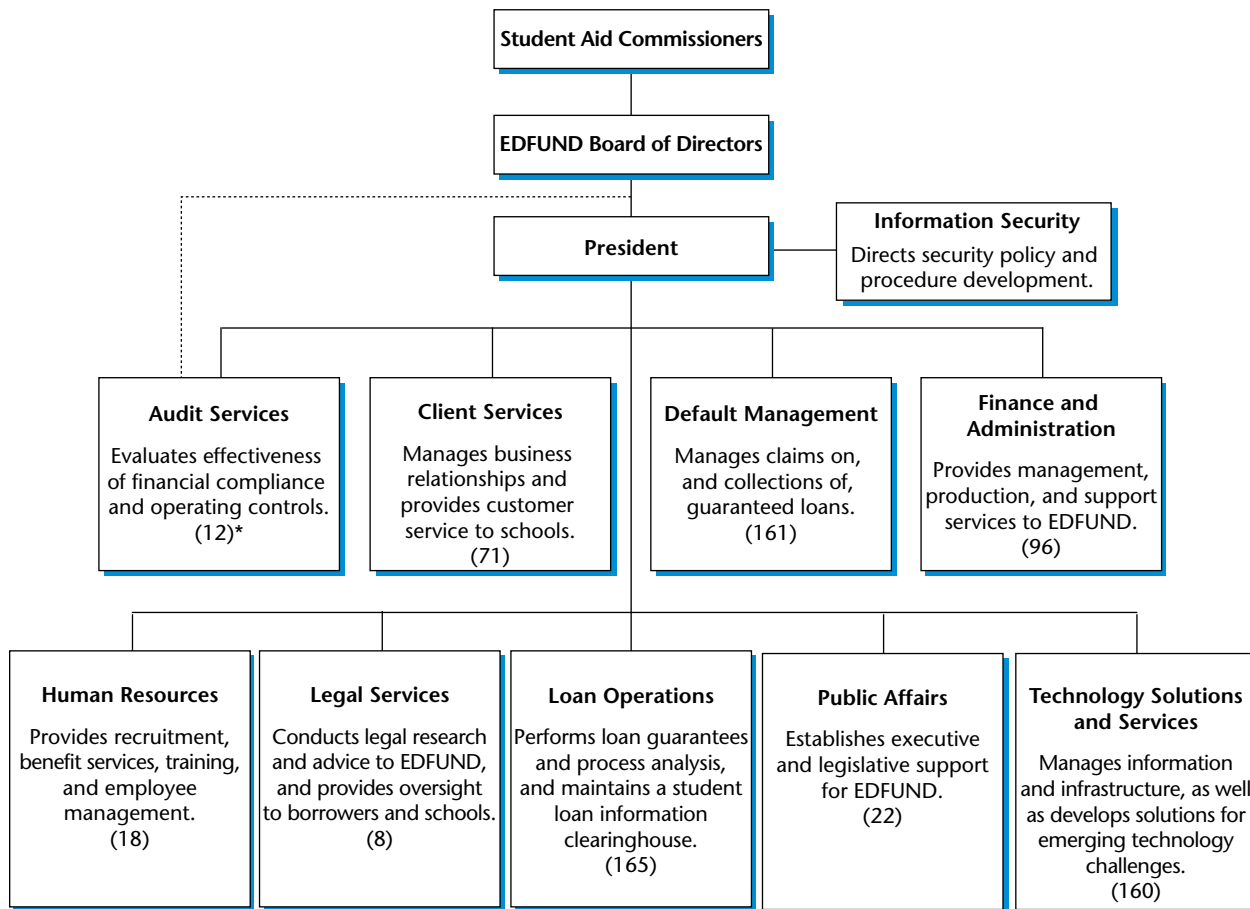 Student Aid Commissioners
EDFUND Board of Directors
President
Information Security
Directs security policy and
procedure development.
Audit Services
Evaluates effectiveness
of financial compliance
and operating controls.
(12)*
Client Services
Manages business
relationships and
provides customer
service to schools.
(71)
Default Management
Manages claims on,
and collections of,
guaranteed loans.
(161)
Finance and
Administration
Provides management,
production, and support
services to EDFUND.
(96)
Human Resources
Provides recruitment,
benefit services, training,
and employee
management.
(18)
Legal Services
Conducts legal research
and advice to EDFUND,
and provides oversight
to borrowers and schools.
(8)
Loan Operations
Performs loan guarantees
and process analysis,
and maintains a student
loan information
clearinghouse.
(165)
Public Affairs
Establishes executive
and legislative support
for EDFUND.
(22)
Technology Solutions
and Services
Manages information
and infrastructure, as well
as develops solutions for
emerging technology
challenges.
(160)